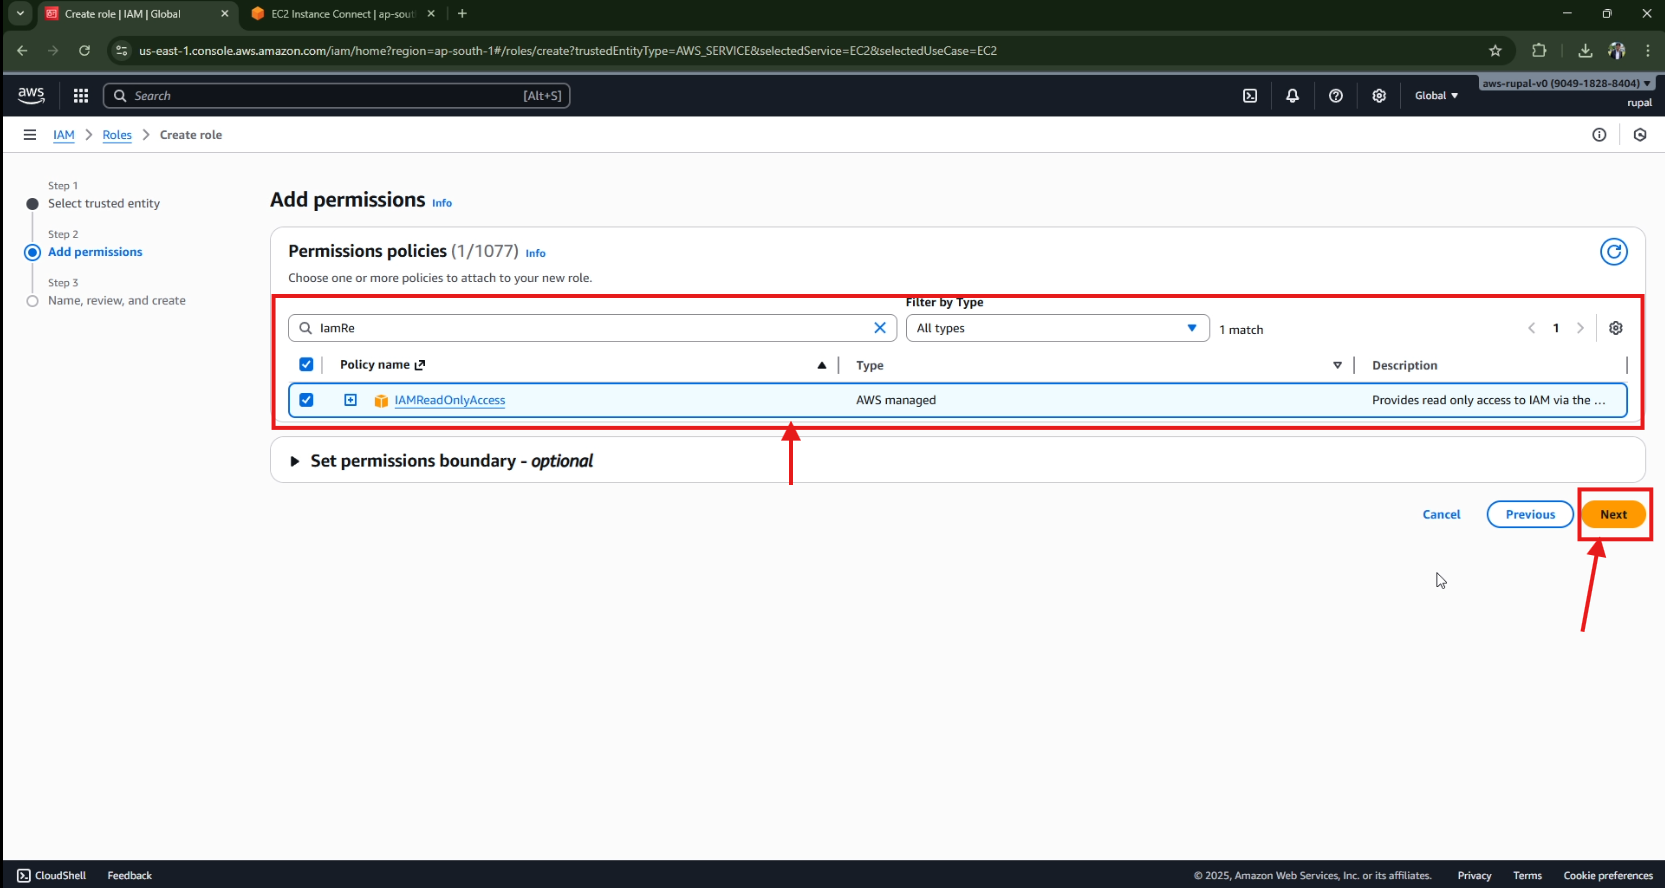 Create role | IAM | Global
EC2 Instance Connect | ap-sout
us-east-1.console.aws.amazon.com/iam/home?region=ap-south-1#/roles/create?trustedEntityType=AWS_SERVICE&selectedService=EC2&selectedUseCase=EC2
aws
Search
[Alt+S]
Global
aws-rupal-v0 (9049-1828-8404)
rupal
IAM > Roles > Create role
Step 1
Select trusted entity
Step 2
Add permissions
Step 3
Name, review, and create
Add permissions Info
Permissions policies (1/1077) Info
Choose one or more policies to attach to your new role.
Filter by Type
IamRe
All types
1 match
1
Policy name
Type
Description
IAMReadOnlyAccess
AWS managed
Provides read only access to IAM via the ...
Set permissions boundary - optional
Cancel
Previous
Next
CloudShell
Feedback
© 2025, Amazon Web Services, Inc. or its affiliates.
Privacy
Terms
Cookie preferences